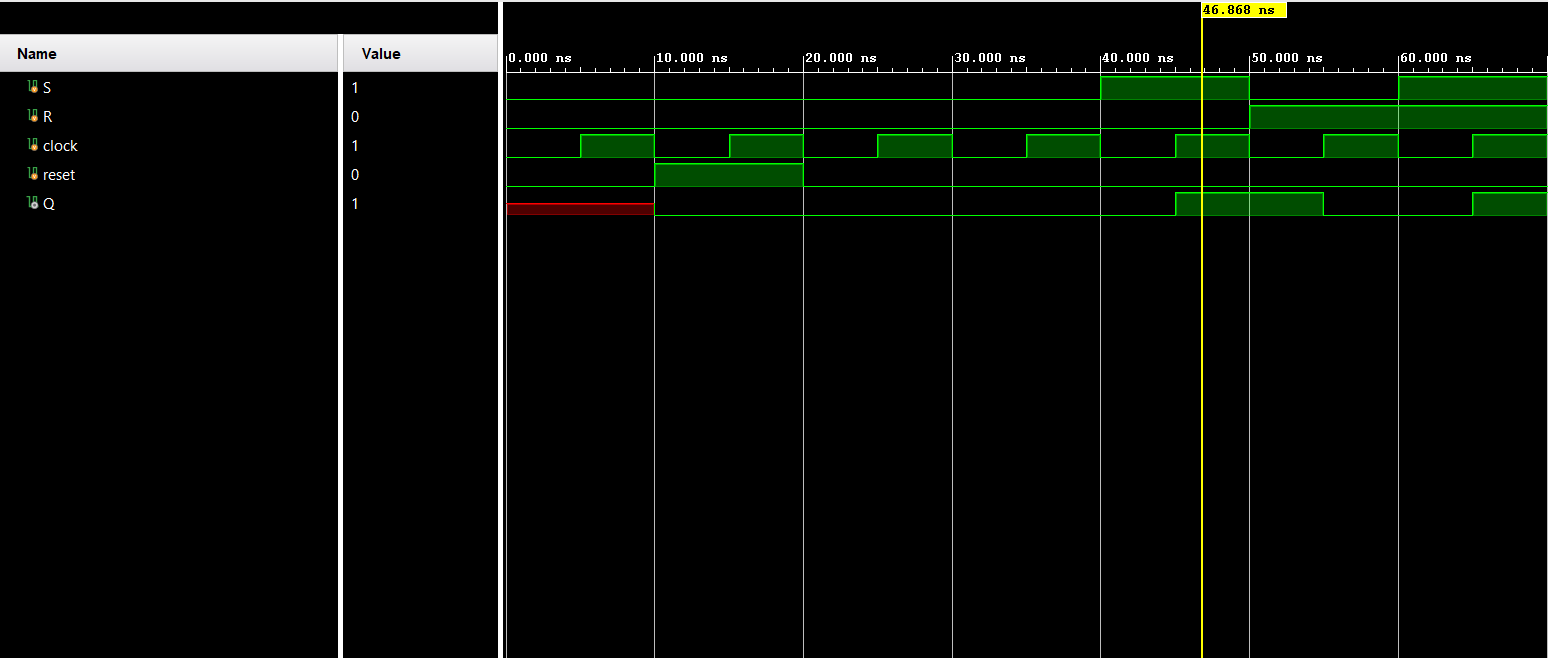 46.868 ns
Name Value
0.000 ns 10.000 ns 20.000 ns 30.000 ns 40.000 ns 50.000 ns 60.000 ns
S 1
R 0
clock 1
reset 0
Q 1